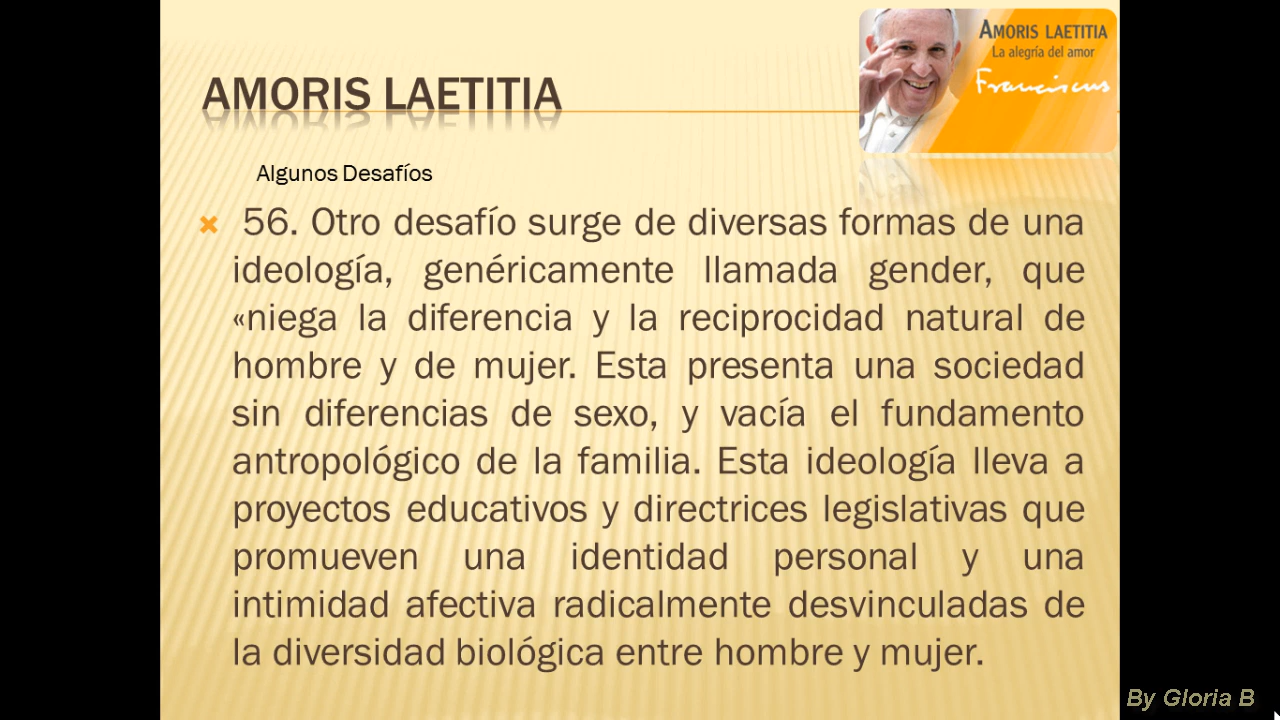 AMORIS LAETITIA
La alegría del amor
Franciscus
AMORIS LAETITIA
Algunos Desafíos
56. Otro desafío surge de diversas formas de una
ideología, genéricamente llamada gender, que
«niega la diferencia y la reciprocidad natural de
hombre y de mujer. Esta presenta una sociedad
sin diferencias de sexo, y vacía el fundamento
antropológico de la familia. Esta ideología lleva a
proyectos educativos y directrices legislativas que
promueven una identidad personal y una
intimidad afectiva radicalmente desvinculadas de
la diversidad biológica entre hombre y mujer.
By Gloria B